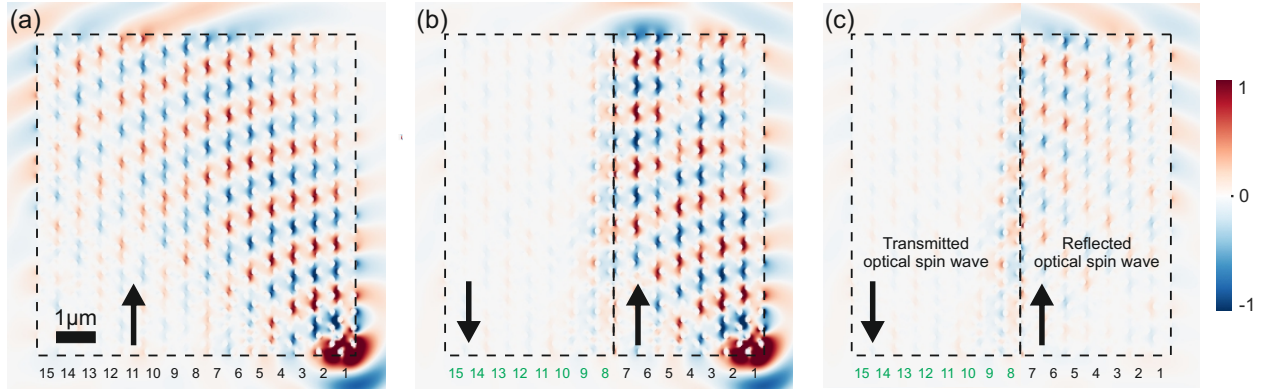 (a)
(b)
(c)
1
0
-1
Transmitted
optical spin wave
Reflected
optical spin wave
1μm
15 14 13 12 11 10 9 8 7 6 5 4 3 2 1
15 14 13 12 11 10 9 8 7 6 5 4 3 2 1
15 14 13 12 11 10 9 8 7 6 5 4 3 2 1